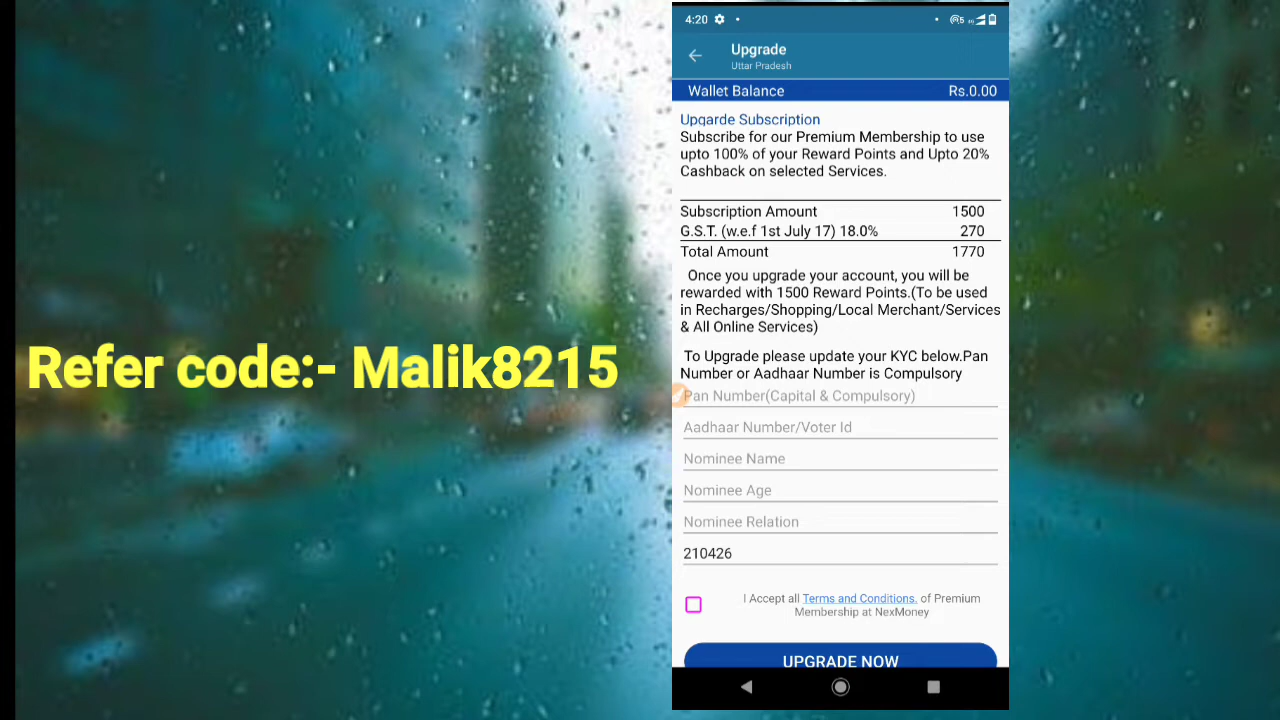 Refer code:- Malik8215
4:20
Upgrade
Uttar Pradesh
Wallet Balance Rs.0.00
Upgarde Subscription
Subscribe for our Premium Membership to use
upto 100% of your Reward Points and Upto 20%
Cashback on selected Services.
Subscription Amount 1500
G.S.T. (w.e.f 1st July 17) 18.0% 270
Total Amount 1770
Once you upgrade your account, you will be
rewarded with 1500 Reward Points.(To be used
in Recharges/Shopping/Local Merchant/Services
& All Online Services)
To Upgrade please update your KYC below.Pan
Number or Aadhaar Number is Compulsory
Pan Number(Capital & Compulsory)
Aadhaar Number/Voter Id
Nominee Name
Nominee Age
Nominee Relation
210426
I Accept all Terms and Conditions. of Premium
Membership at NexMoney
UPGRADE NOW